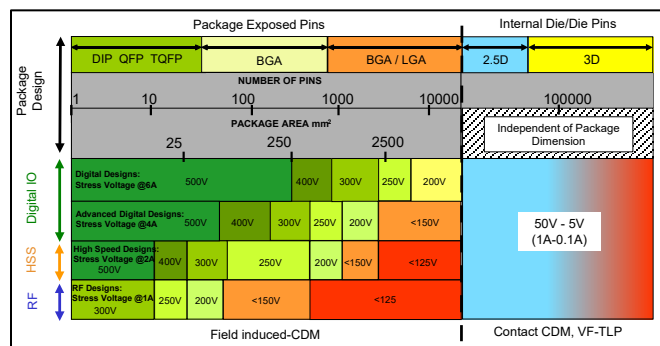 Package Exposed Pins
Internal Die/Die Pins
Package Design
DIP QFP TQFP
BGA
BGA / LGA
2.5D
3D
NUMBER OF PINS
1 10 100 1000 10000 100000
PACKAGE AREA mm²
25 250 2500
Independent of Package
Dimension
Digital IO
Digital Designs:
Stress Voltage @6A
500V
400V
300V
250V
200V
Advanced Digital Designs:
Stress Voltage @4A
500V
400V
300V
250V
200V
<150V
HSS
High Speed Designs:
Stress Voltage @2A
500V
400V
300V
250V
200V
<150V
<125V
RF
RF Designs:
Stress Voltage @1A
300V
250V
200V
<150V
<125
50V - 5V
(1A-0.1A)
Field induced-CDM
Contact CDM, VF-TLP